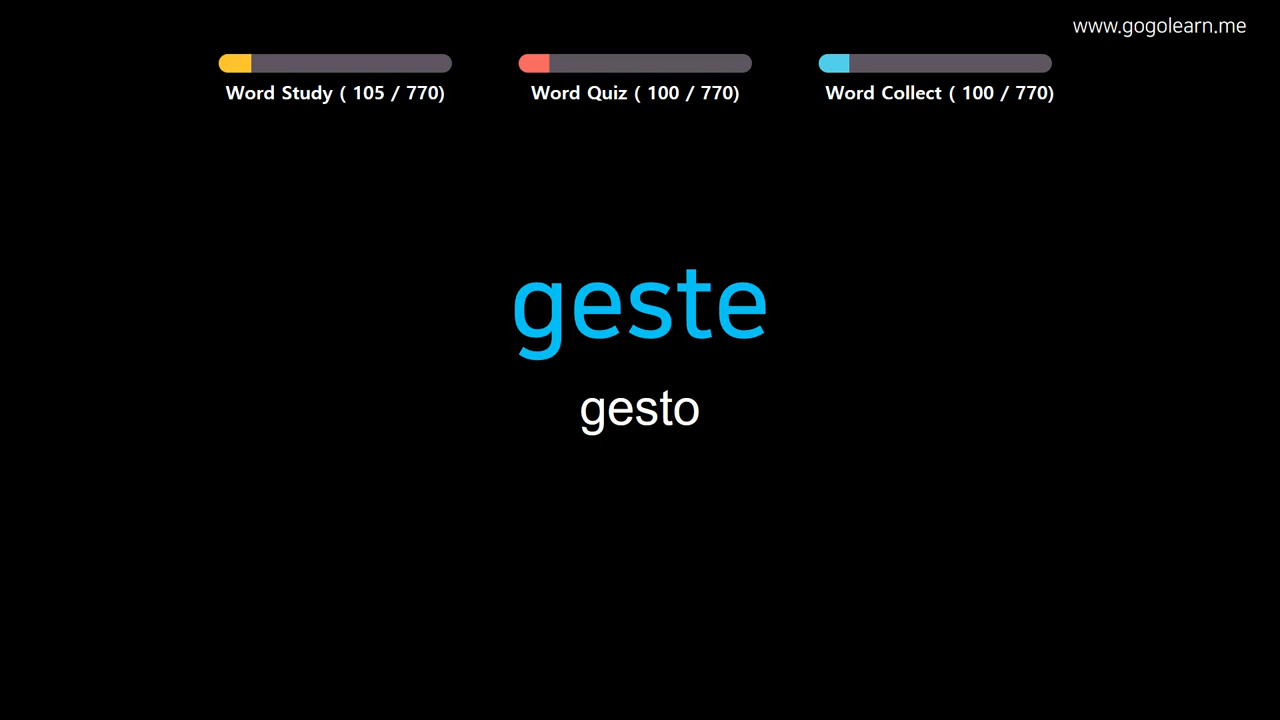 www.gogolearn.me
Word Study ( 105 / 770)
Word Quiz ( 100 / 770)
Word Collect ( 100 / 770)
geste
gesto